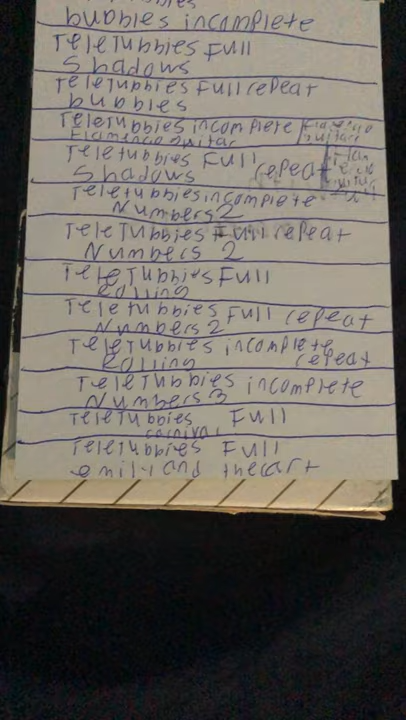 bubbles incomplete
Teletubbies Full
Shadows
Teletubbies Full repeat
bubbles
Teletubbies incomplete
Flamenco guitar
Teletubbies Full
Shadows repeat
Teletubbies incomplete
Numbers 2
Teletubbies Full repeat
Numbers 2
Teletubbies Full
Rolling
Teletubbies Full repeat
Numbers 2
Teletubbies incomplete
Rolling repeat
Teletubbies incomplete
Numbers 3
Teletubbies Full
carnival
Teletubbies Full
emily and the cart